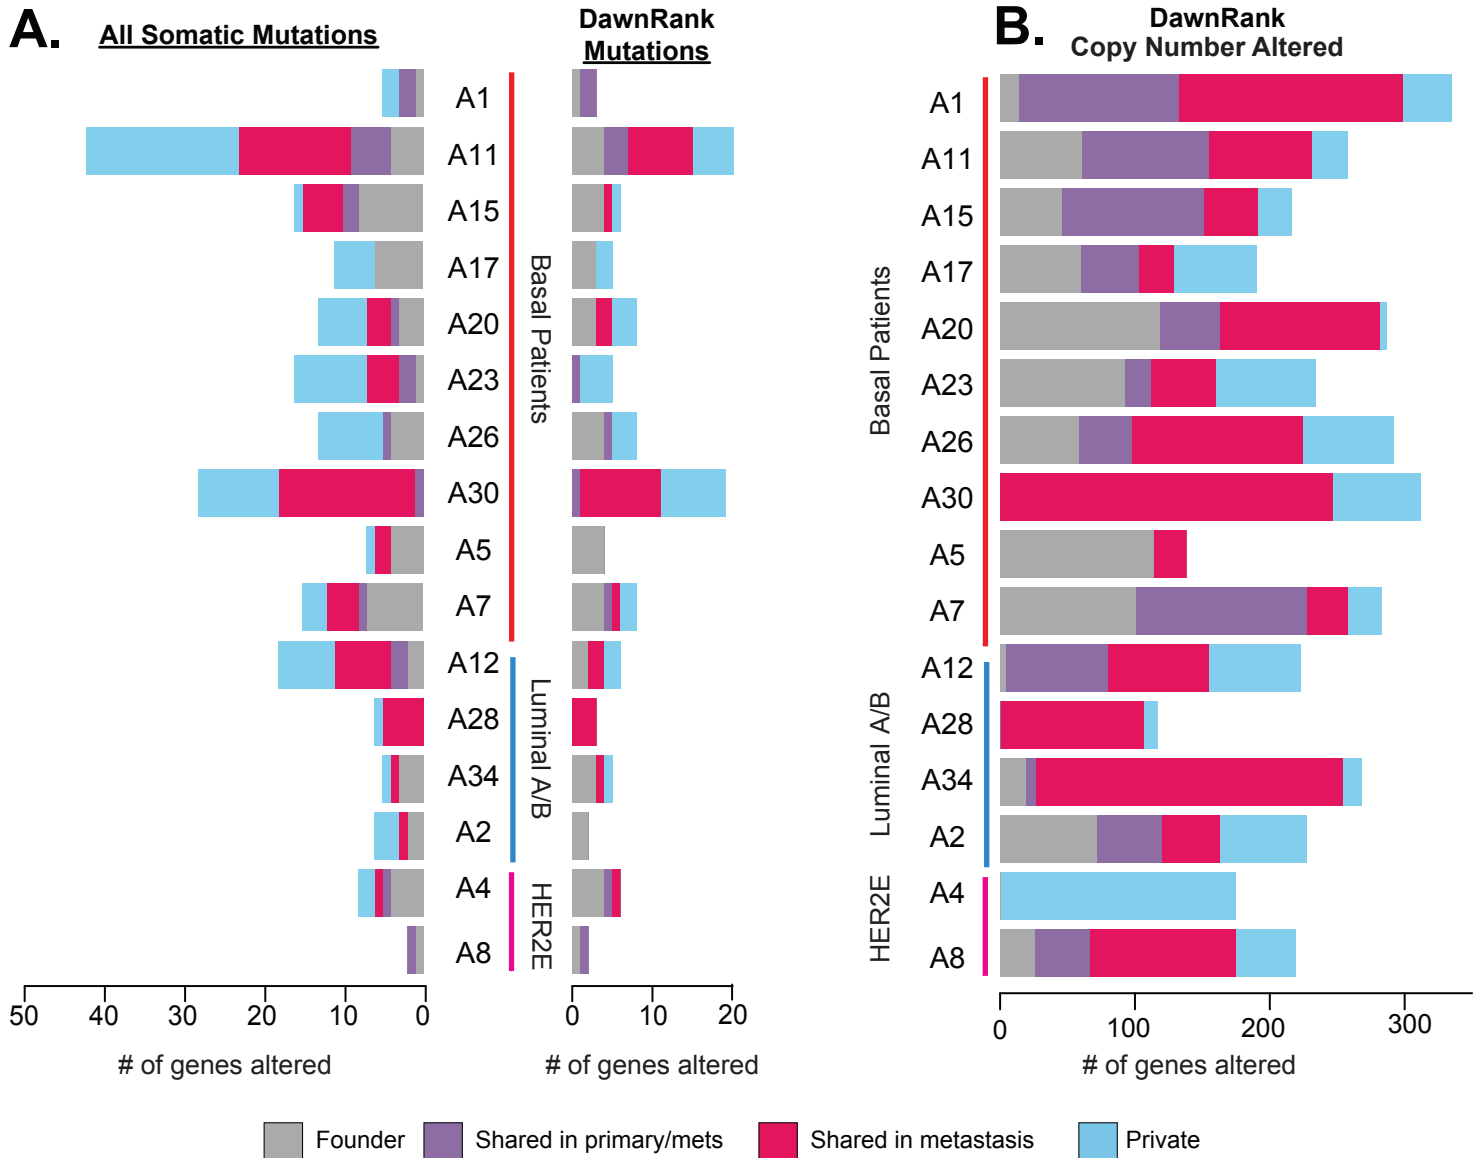 A.
All Somatic Mutations
DawnRank
Mutations
A1
A11
A15
A17
A20
A23
A26
A30
A5
A7
A12
A28
A34
A2
A4
A8
Basal Patients
Luminal A/B
HER2E
50 40 30 20 10 0
# of genes altered
0 10 20
# of genes altered
B.
DawnRank
Copy Number Altered
Basal Patients
Luminal A/B
HER2E
A1
A11
A15
A17
A20
A23
A26
A30
A5
A7
A12
A28
A34
A2
A4
A8
0 100 200 300
# of genes altered
Founder Shared in primary/mets Shared in metastasis Private